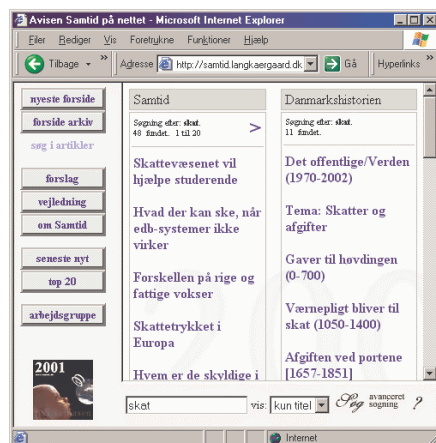 Avisen Samtid på nettet - Microsoft Internet Explorer
Filer Rediger Vis Foretrukne Funktioner Hjælp
Tilbage » Adresse http://samtid.langkaergaard.dk Gå Hyperlinks »
nyeste forside
forside arkiv
søg i artikler
forslag
vejledning
om Samtid
seneste nyt
top 20
arbejdsgruppe
2001
Samtid
Søgning efter: skat.
48 fundet. 1 til 20 >
Skattevæsenet vil
hjælpe studerende
Hvad der kan ske, når
edb-systemer ikke
virker
Forskellen på rige og
fattige vokser
Skattetrykket i
Europa
Hvem er de skyldige i
Danmarkshistorien
Søgning efter: skat.
11 fundet.
Det offentlige/Verden
(1970-2002)
Tema: Skatter og
afgifter
Gaver til høvdingen
(0-700)
Værnepligt bliver til
skat (1050-1400)
Afgiften ved portene
[1657-1851]
skat vis: kun titel Søg avanceret søgning ?
Internet